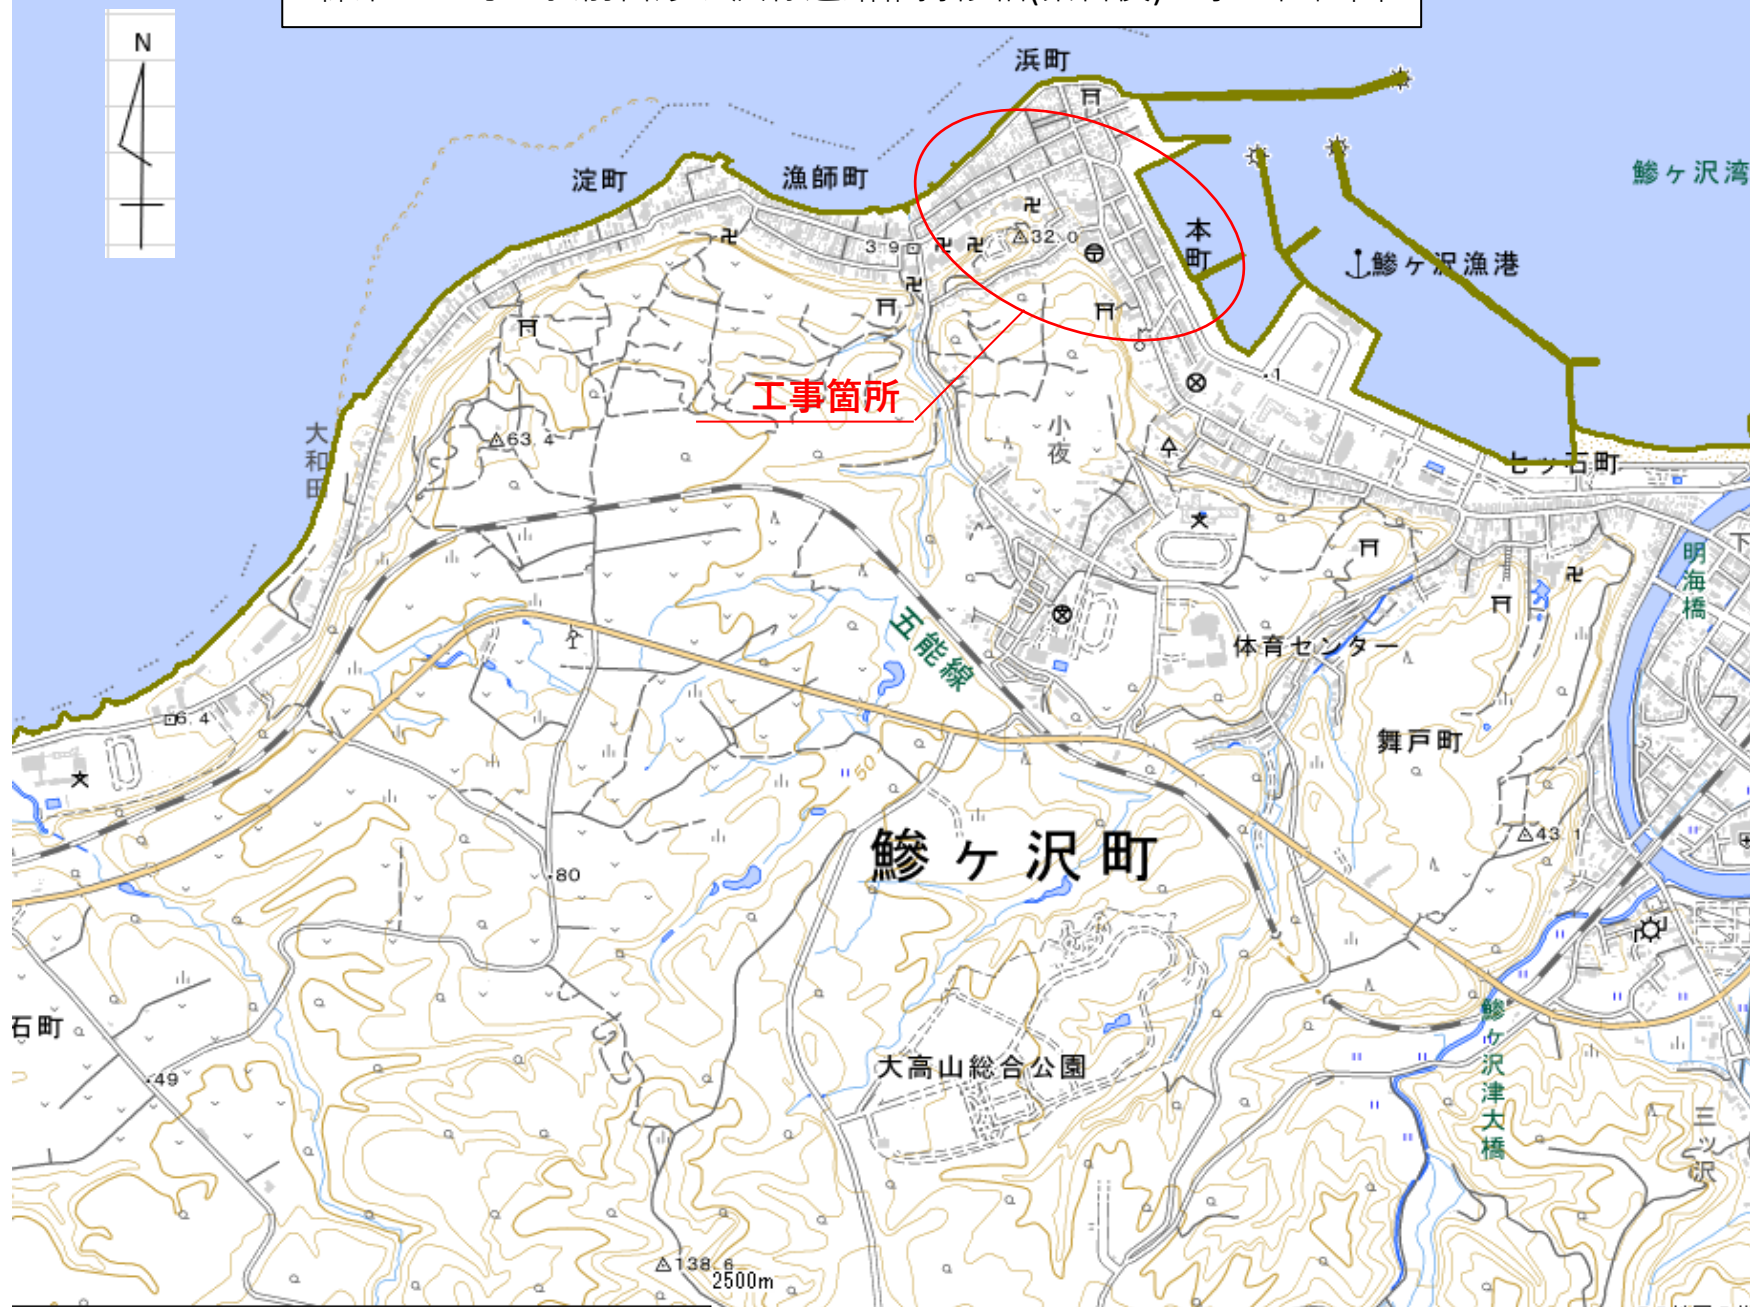 N
浜町
鰺ヶ沢湾
淀町
漁師町
本町
32.0
3.9
鰺ヶ沢漁港
工事箇所
大和田
63.4
小夜
七ツ石町
明海橋
下
五能線
体育センター
6.4
舞戸町
50
鰺ヶ沢町
43.1
80
石町
49
大高山総合公園
鰺ヶ沢津大橋
三ツ沢
138.6
2500m